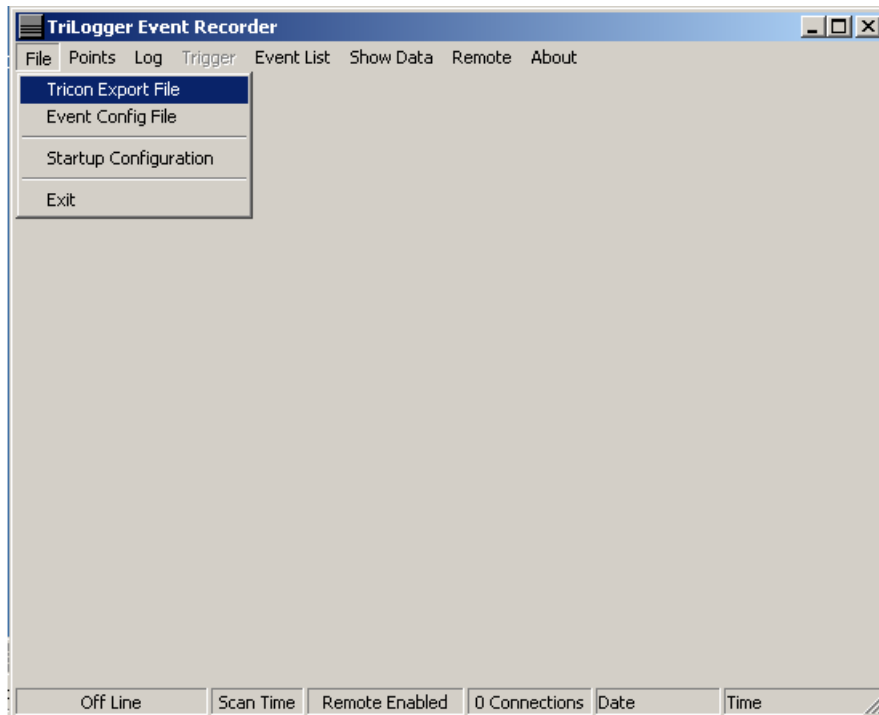 TriLogger Event Recorder
File Points Log Trigger Event List Show Data Remote About
Tricon Export File
Event Config File
Startup Configuration
Exit
Off Line Scan Time Remote Enabled 0 Connections Date Time